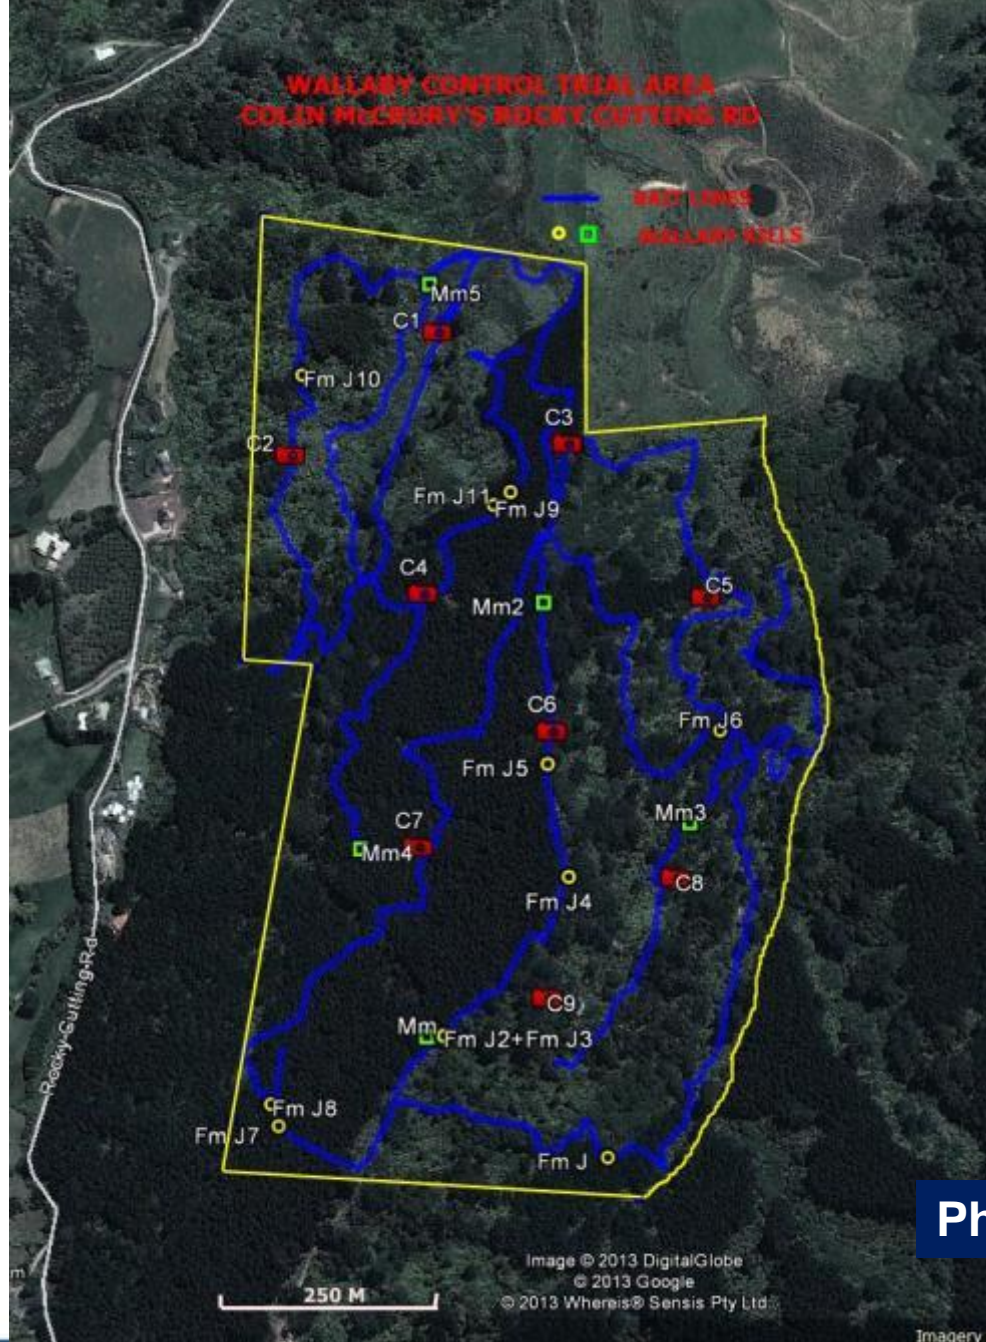 WALLABY CONTROL TRIAL AREA
COLIN McCRURY'S ROCKY CUTTING RD
BAIT LINES
WALLABY KILLS
Mm5
C1
Fm J10
C3
C2
Fm J11
Fm J9
C4
C5
Mm2
C6
Fm J6
Fm J5
Mm3
C7
Mm4
C8
Fm J4
C9
Mm
Fm J2+Fm J3
Rocky Cutting Rd
Fm J8
Fm J7
Fm J
Ph
Image © 2013 DigitalGlobe
© 2013 Google
© 2013 Whereis® Sensis Pty Ltd
250 M
m
Imagery